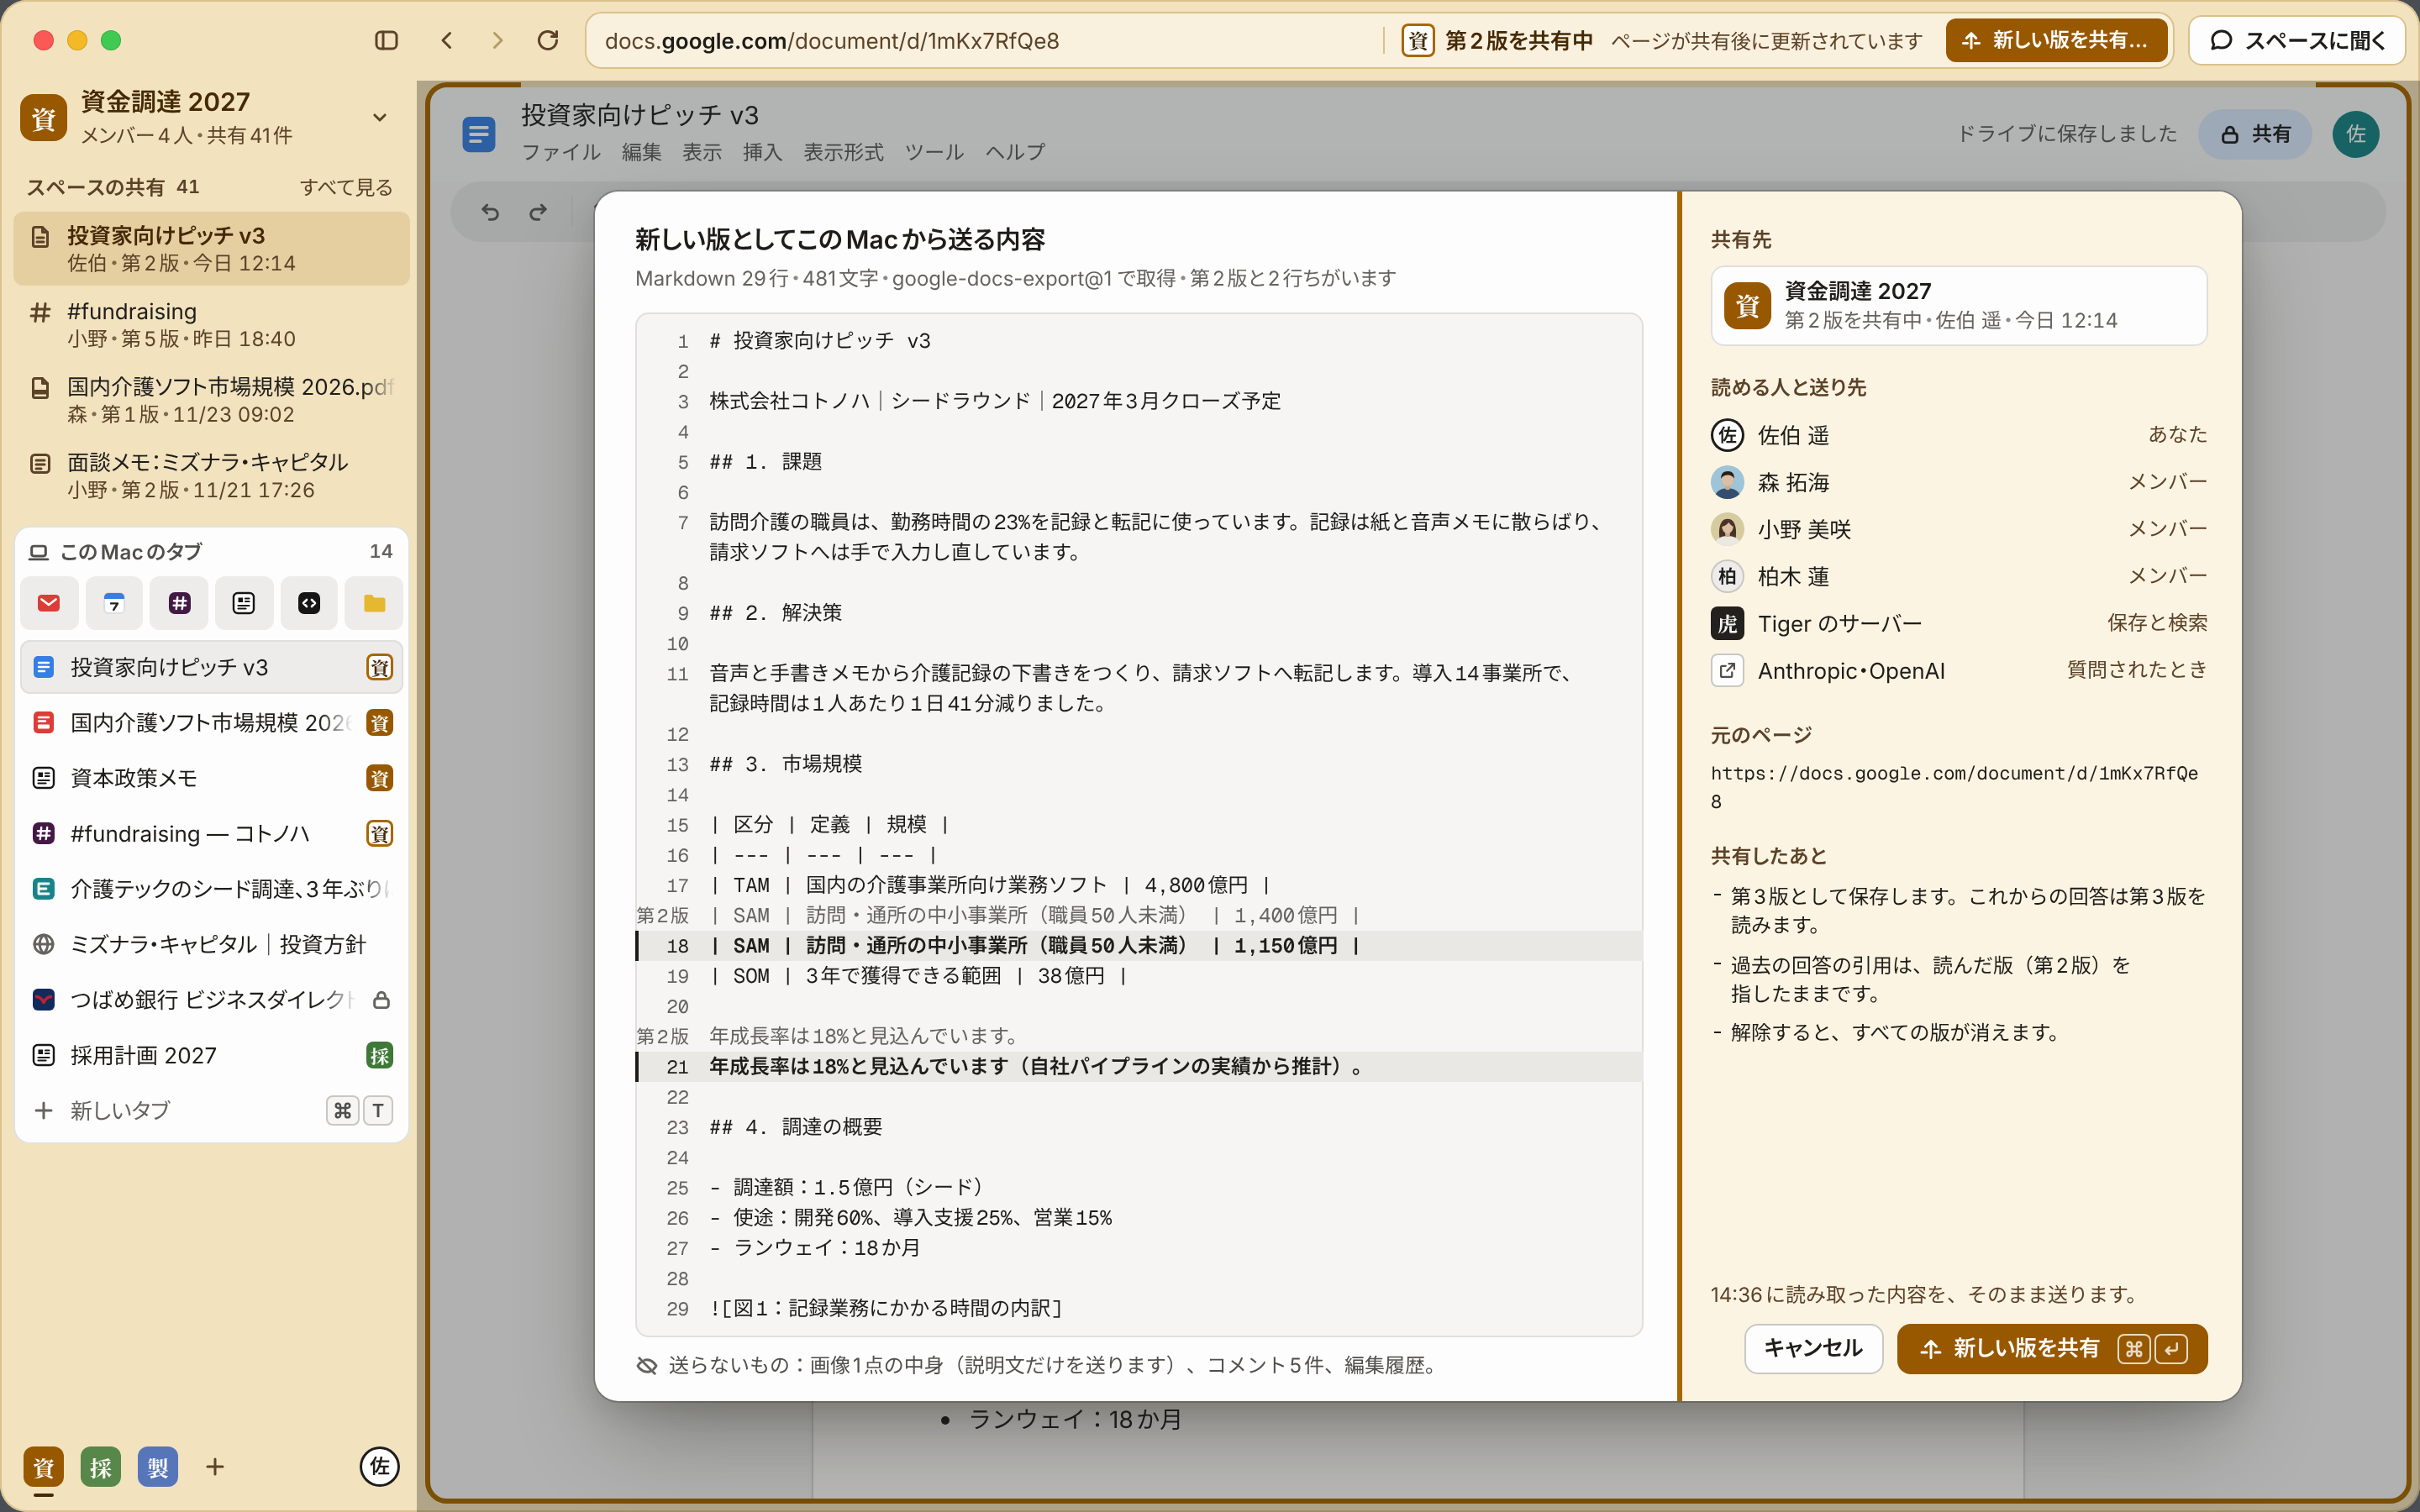 docs.google.com/document/d/1mKx7RfQe8
資 第2版を共有中 ページが共有後に更新されています
新しい版を共有...
スペースに聞く
資
資金調達 2027
メンバー4人・共有41件
スペースの共有 41 すべて見る
投資家向けピッチ v3
佐伯・第2版・今日 12:14
#fundraising
小野・第5版・昨日 18:40
国内介護ソフト市場規模 2026.pdf
森・第1版・11/23 09:02
面談メモ：ミズナラ・キャピタル
小野・第2版・11/21 17:26
このMacのタブ 14
7
投資家向けピッチ v3 資
国内介護ソフト市場規模 2026 資
資本政策メモ 資
#fundraising — コトノハ 資
介護テックのシード調達、3年ぶりに
ミズナラ・キャピタル｜投資方針
つばめ銀行 ビジネスダイレクト
採用計画 2027 採
新しいタブ ⌘ T
資 採 製 + 佐
投資家向けピッチ v3
ファイル 編集 表示 挿入 表示形式 ツール ヘルプ
ドライブに保存しました
共有
佐
新しい版としてこのMacから送る内容
Markdown 29行・481文字・google-docs-export@1 で取得・第2版と2行ちがいます
1 # 投資家向けピッチ v3
2
3 株式会社コトノハ｜シードラウンド｜2027年3月クローズ予定
4
5 ## 1. 課題
6
7 訪問介護の職員は、勤務時間の23%を記録と転記に使っています。記録は紙と音声メモに散らばり、
請求ソフトへは手で入力し直しています。
8
9 ## 2. 解決策
10
11 音声と手書きメモから介護記録の下書きをつくり、請求ソフトへ転記します。導入14事業所で、
記録時間は1人あたり1日41分減りました。
12
13 ## 3. 市場規模
14
15 | 区分 | 定義 | 規模 |
16 | --- | --- | --- |
17 | TAM | 国内の介護事業所向け業務ソフト | 4,800億円 |
第2版 | SAM | 訪問・通所の中小事業所（職員50人未満） | 1,400億円 |
18 | SAM | 訪問・通所の中小事業所（職員50人未満） | 1,150億円 |
19 | SOM | 3年で獲得できる範囲 | 38億円 |
20
第2版 年成長率は18%と見込んでいます。
21 年成長率は18%と見込んでいます（自社パイプラインの実績から推計）。
22
23 ## 4. 調達の概要
24
25 - 調達額：1.5億円（シード）
26 - 使途：開発60%、導入支援25%、営業15%
27 - ランウェイ：18か月
28
29 ![図1：記録業務にかかる時間の内訳]
送らないもの：画像1点の中身（説明文だけを送ります）、コメント5件、編集履歴。
共有先
資
資金調達 2027
第2版を共有中・佐伯 遥・今日 12:14
読める人と送り先
佐 佐伯 遥 あなた
森 拓海 メンバー
小野 美咲 メンバー
柏 柏木 蓮 メンバー
虎 Tiger のサーバー 保存と検索
Anthropic・OpenAI 質問されたとき
元のページ
https://docs.google.com/document/d/1mKx7RfQe
8
共有したあと
- 第3版として保存します。これからの回答は第3版を
読みます。
- 過去の回答の引用は、読んだ版（第2版）を
指したままです。
- 解除すると、すべての版が消えます。
14:36に読み取った内容を、そのまま送ります。
キャンセル
新しい版を共有 ⌘ ↵
• ランウェイ：18か月